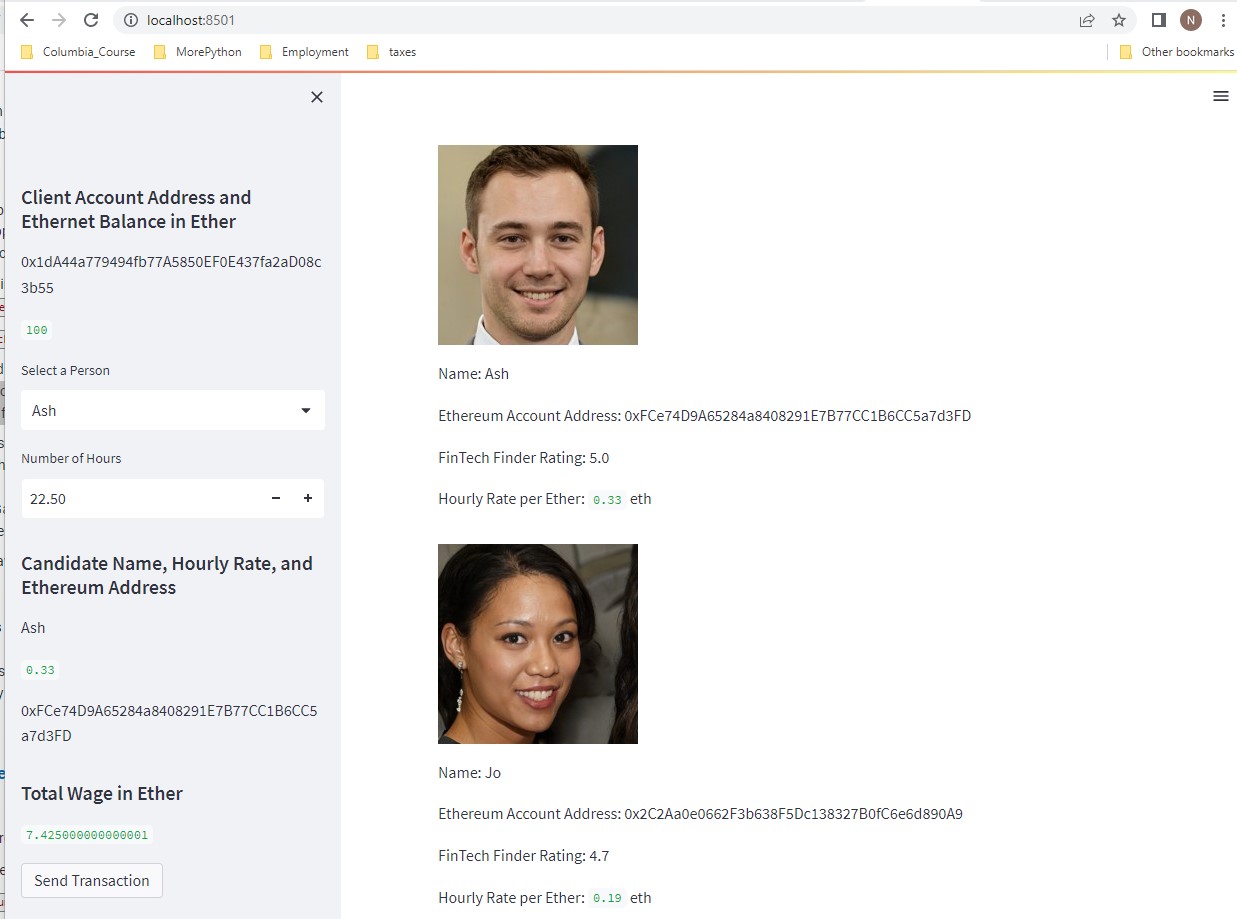 localhost:8501
N
Columbia_Course MorePython Employment taxes Other bookmarks
Client Account Address and
Ethernet Balance in Ether
0x1dA44a779494fb77A5850EF0E437fa2aD08c
3b55
100
Select a Person
Ash
Number of Hours
22.50
Candidate Name, Hourly Rate, and
Ethereum Address
Ash
0.33
0xFCe74D9A65284a8408291E7B77CC1B6CC5
a7d3FD
Total Wage in Ether
7.425000000000001
Send Transaction
Name: Ash
Ethereum Account Address: 0xFCe74D9A65284a8408291E7B77CC1B6CC5a7d3FD
FinTech Finder Rating: 5.0
Hourly Rate per Ether: 0.33 eth
Name: Jo
Ethereum Account Address: 0x2C2Aa0e0662F3b638F5Dc138327B0fC6e6d890A9
FinTech Finder Rating: 4.7
Hourly Rate per Ether: 0.19 eth